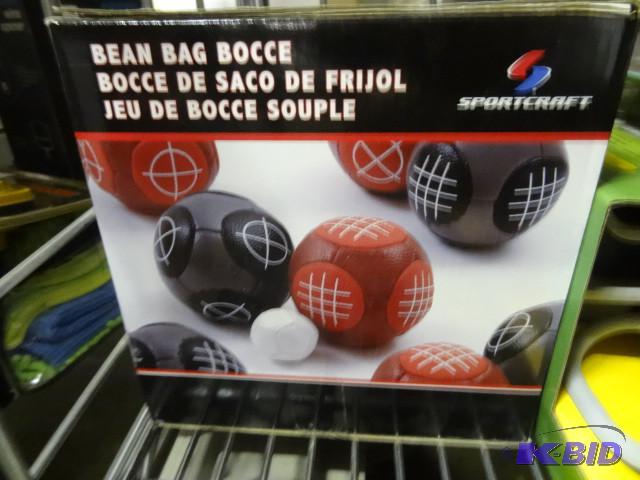 BEAN BAG BOCCE
BOCCE DE SACO DE FRIJOL
JEU DE BOCCE SOUPLE
SPORTCRAFT
K-BID